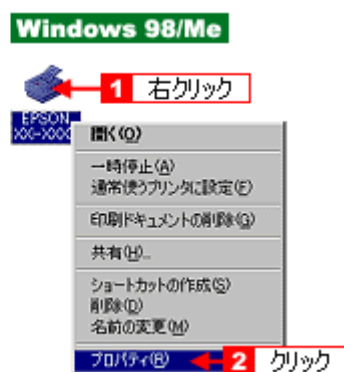 Windows 98/Me
1 右クリック
EPSON
XX-XXXX
開く(O)
一時停止(A)
通常使うプリンタに設定(F)
印刷ドキュメントの削除(G)
共有(H)...
ショートカットの作成(S)
削除(D)
名前の変更(M)
プロパティ(R) 2 クリック